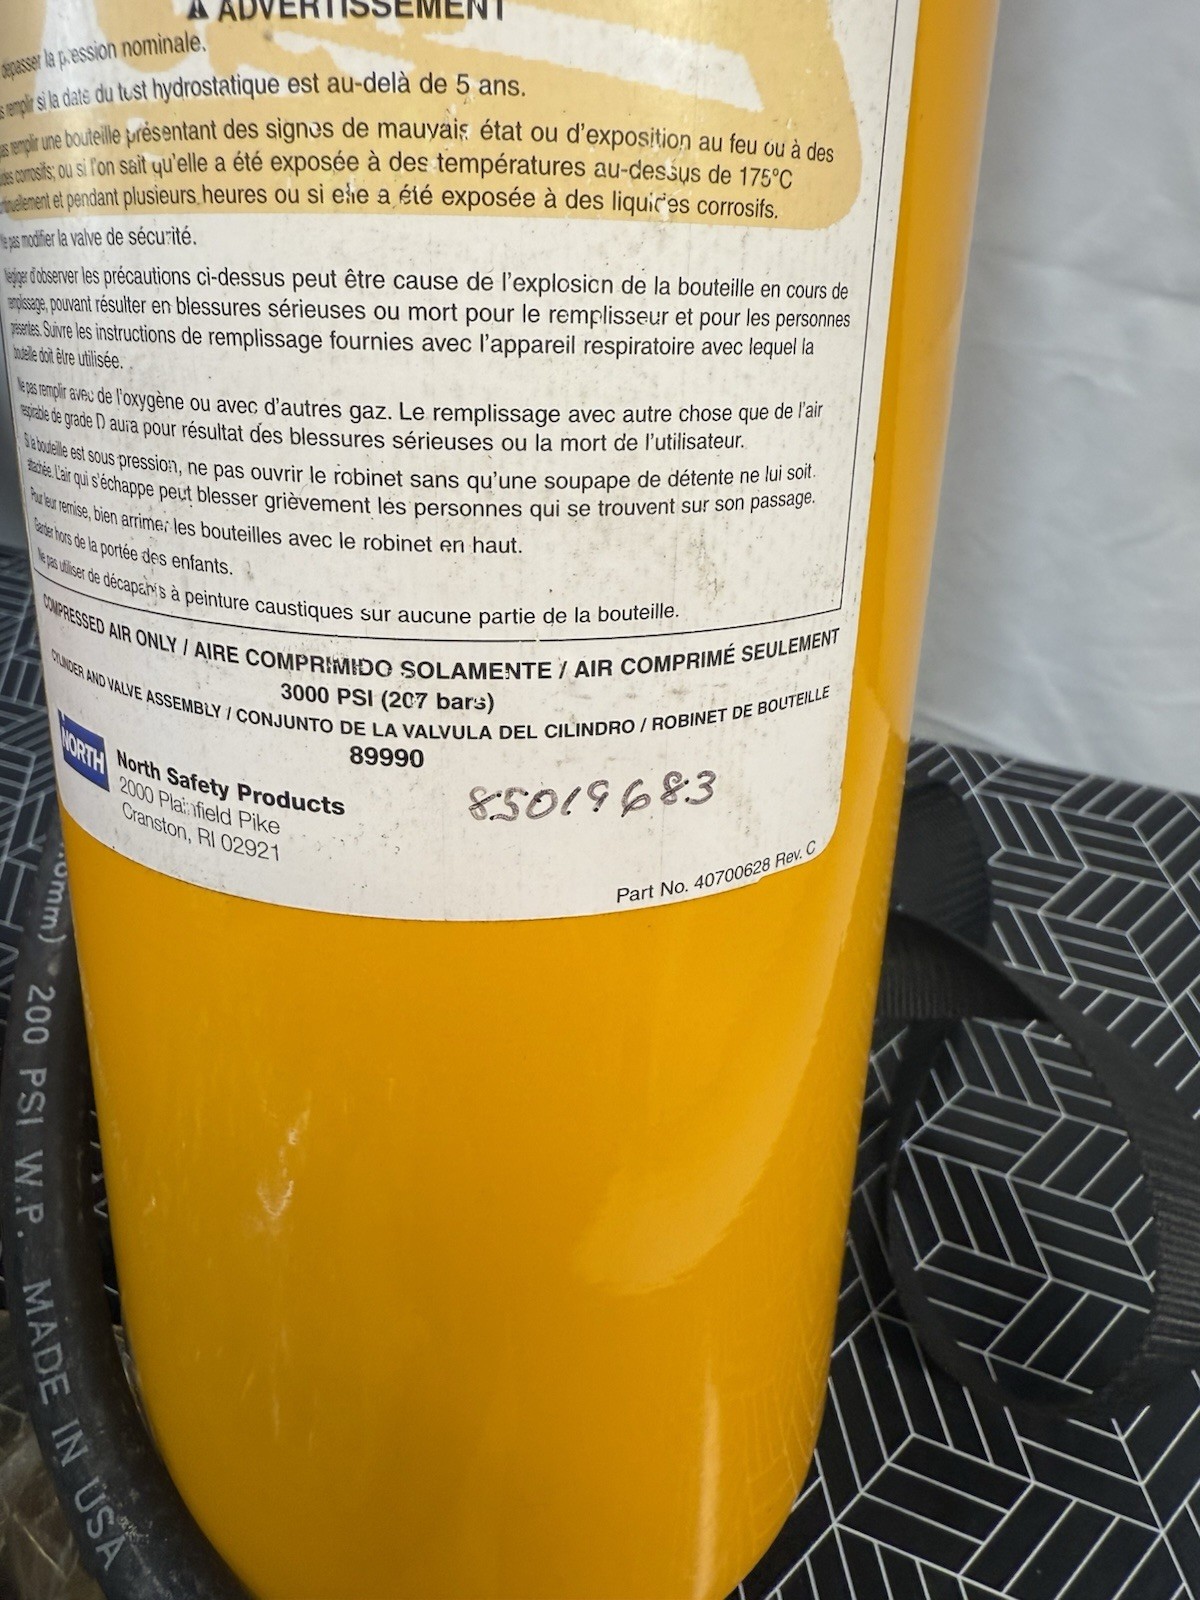 ADVERTISSEMENT
dépasser la pression nominale.
remplir si la date du test hydrostatique est au-delà de 5 ans.
remplir une bouteille présentant des signes de mauvais état ou d'exposition au feu ou à des
corrosifs; ou si l'on sait qu'elle a été exposée à des températures au-dessus de 175°C
et pendant plusieurs heures ou si elle a été exposée à des liquides corrosifs.
Ne pas modifier la valve de sécurité.
Négliger d'observer les précautions ci-dessus peut être cause de l'explosion de la bouteille en cours de
remplissage, pouvant résulter en blessures sérieuses ou mort pour le remplisseur et pour les personnes
présentes. Suivre les instructions de remplissage fournies avec l'appareil respiratoire avec lequel la
bouteille doit être utilisée.
Ne pas remplir avec de l'oxygène ou avec d'autres gaz. Le remplissage avec autre chose que de l'air
respirable de grade D aura pour résultat des blessures sérieuses ou la mort de l'utilisateur.
Si la bouteille est sous pression, ne pas ouvrir le robinet sans qu'une soupape de détente ne lui soit
attachée. L'air qui s'échappe peut blesser grièvement les personnes qui se trouvent sur son passage.
Pour leur remise, bien arrimer les bouteilles avec le robinet en haut.
Garder hors de la portée des enfants.
Ne pas utiliser de décapants à peinture caustiques sur aucune partie de la bouteille.
COMPRESSED AIR ONLY / AIRE COMPRIMIDO SOLAMENTE / AIR COMPRIMÉ SEULEMENT
3000 PSI (207 bars)
CYLINDER AND VALVE ASSEMBLY / CONJUNTO DE LA VALVULA DEL CILINDRO / ROBINET DE BOUTEILLE
89990
NORTH
North Safety Products
2000 Plainfield Pike
Cranston, RI 02921
85019683
Part No. 40700628 Rev. C
mm) 200 PSI W.P. MADE IN USA